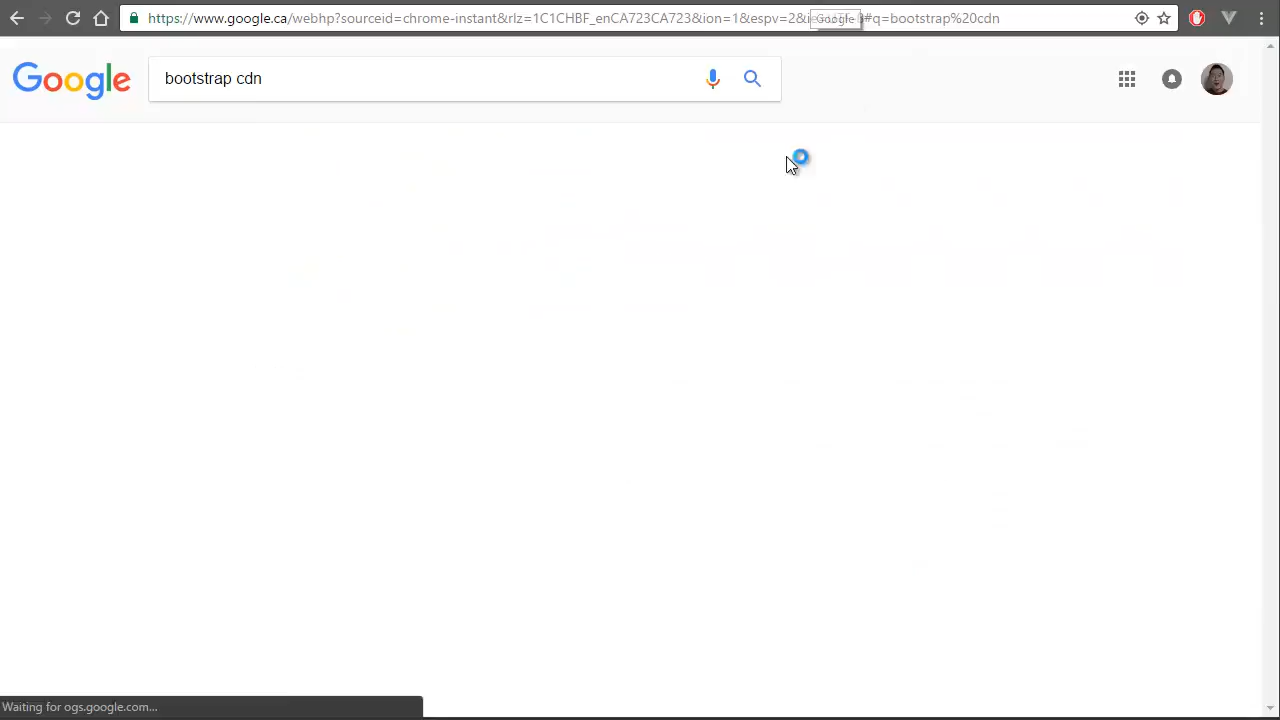 https://www.google.ca/webhp?sourceid=chrome-instant&rlz=1C1CHBF_enCA723CA723&ion=1&espv=2&i #q=bootstrap%20cdn
Google
Google
bootstrap cdn
Waiting for ogs.google.com...